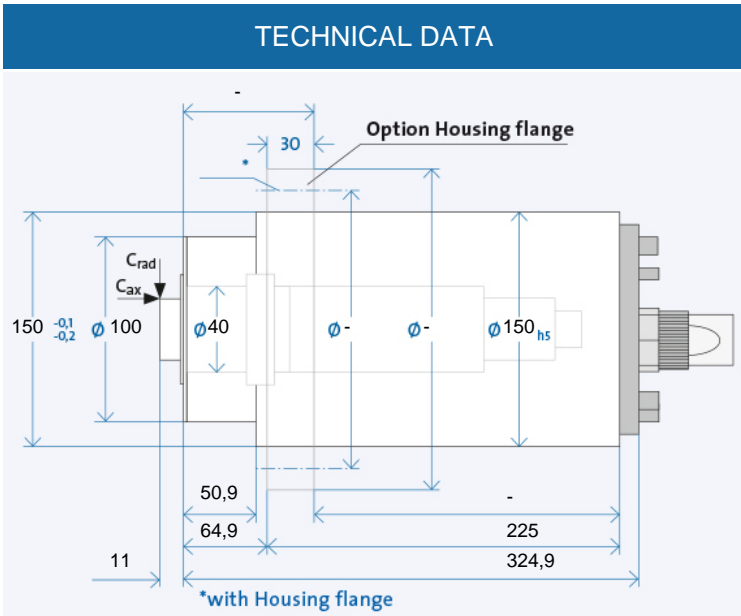 TECHNICAL DATA
-
30
Option Housing flange
*
Crad
Cax
150 -0,1 -0,2
Ø 100
Ø40
Ø-
Ø-
Ø150 h5
50,9
-
64,9
225
11
324,9
*with Housing flange